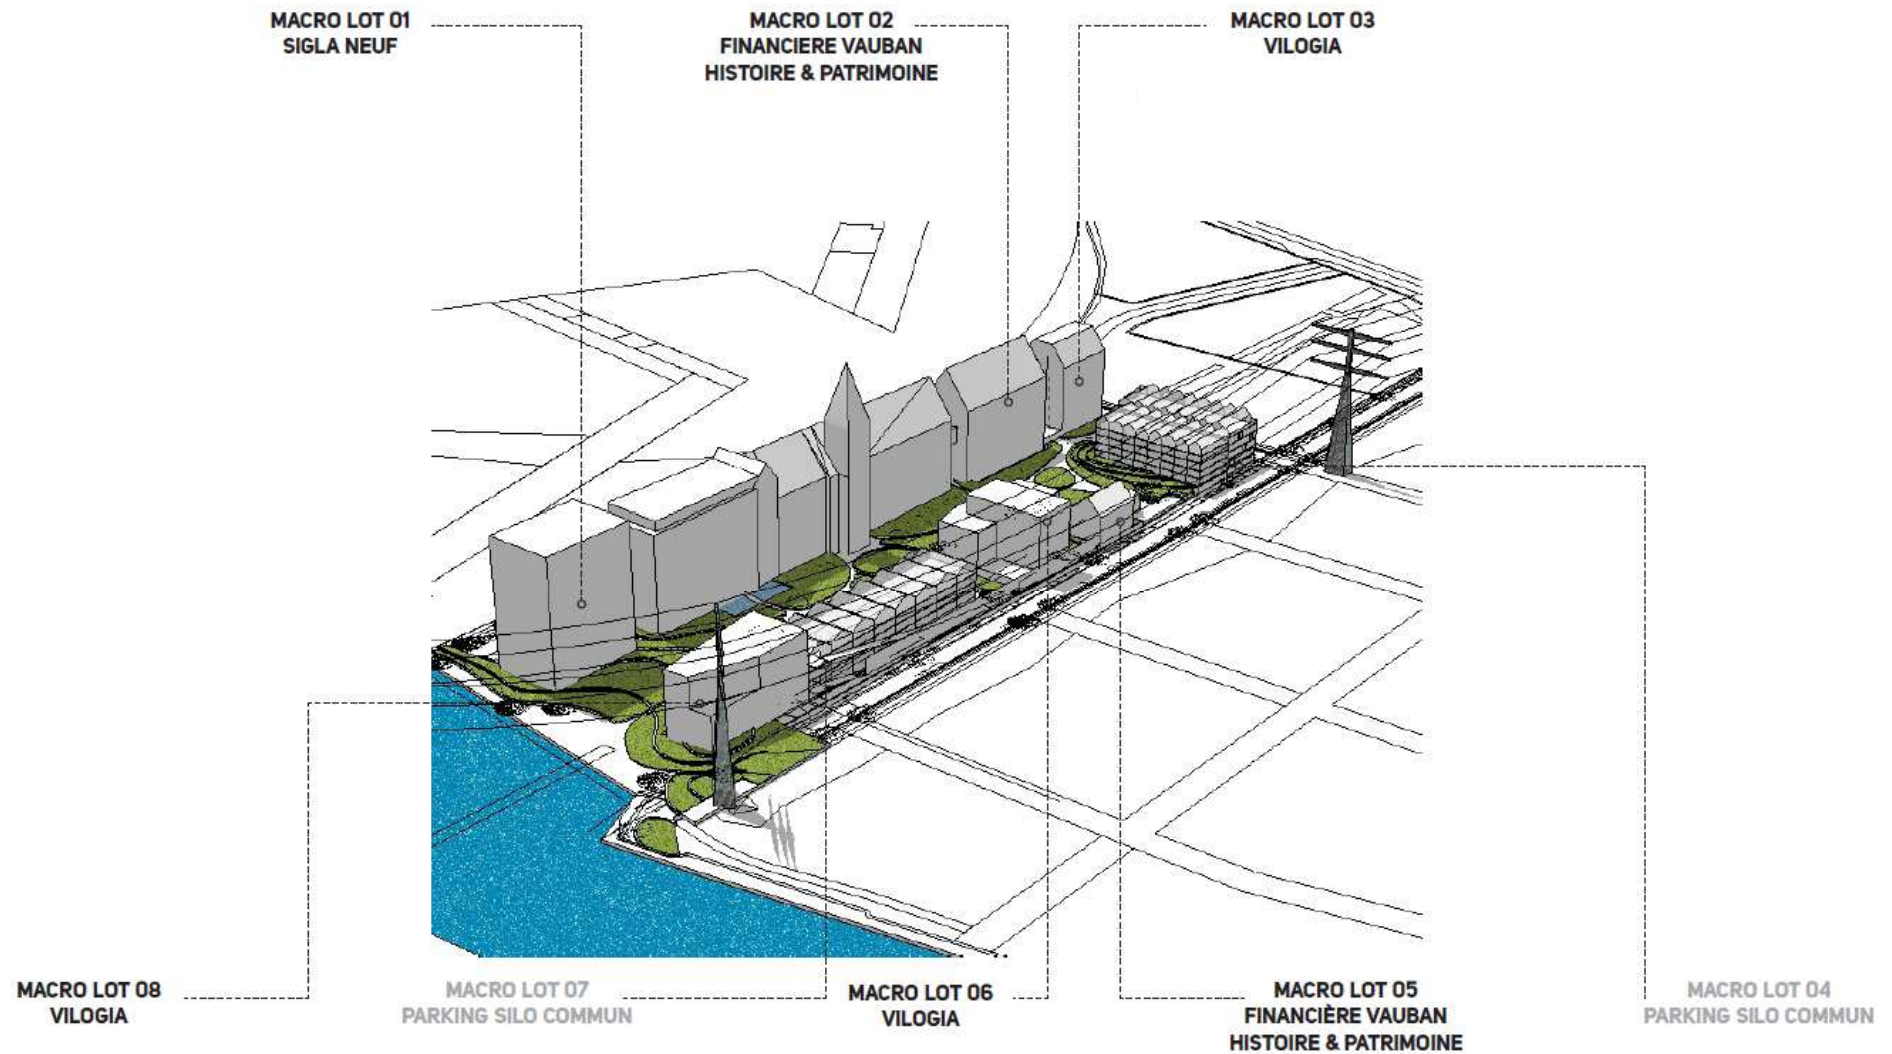 MACRO LOT 01
SIGLA NEUF
MACRO LOT 02
FINANCIERE VAUBAN
HISTOIRE & PATRIMOINE
MACRO LOT 03
VILOGIA
MACRO LOT 08
VILOGIA
MACRO LOT 07
PARKING SILO COMMUN
MACRO LOT 06
VILOGIA
MACRO LOT 05
FINANCIÈRE VAUBAN
HISTOIRE & PATRIMOINE
MACRO LOT 04
PARKING SILO COMMUN